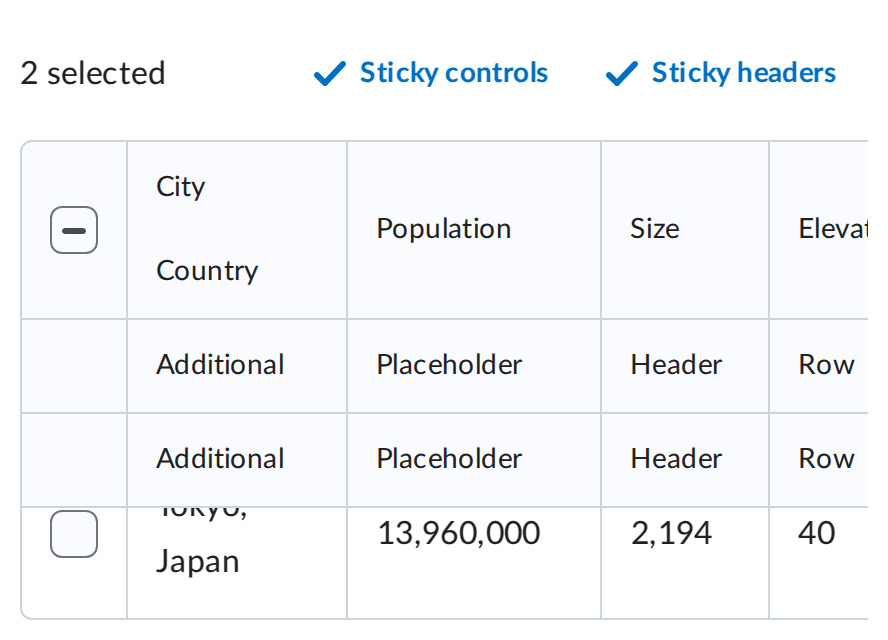 2 selected
Sticky controls
Sticky headers
City
Country
Population
Size
Elevat
Additional
Placeholder
Header
Row
Additional
Placeholder
Header
Row
Tokyo,
Japan
13,960,000
2,194
40